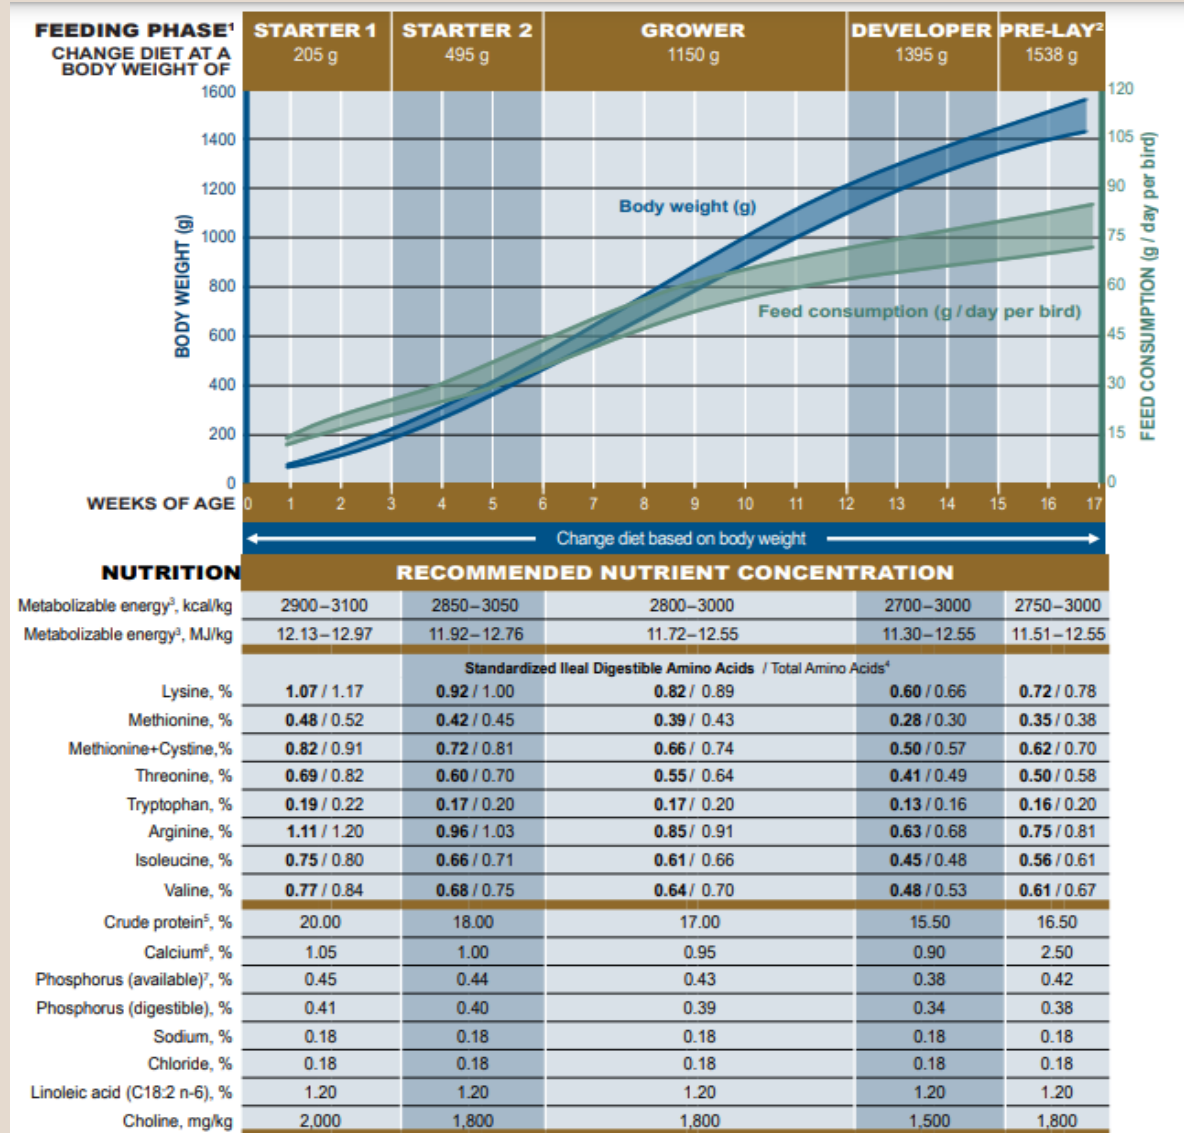 FEEDING PHASE¹ STARTER 1 STARTER 2 GROWER DEVELOPER PRE-LAY²
CHANGE DIET AT A
BODY WEIGHT OF
205 g 495 g 1150 g 1395 g 1538 g
BODY WEIGHT (g)
1600
1400
1200
1000
800
600
400
200
0
Body weight (g)
Feed consumption (g / day per bird)
120
105
90
75
60
45
30
15
0
FEED CONSUMPTION (g / day per bird)
WEEKS OF AGE 0 1 2 3 4 5 6 7 8 9 10 11 12 13 14 15 16 17
Change diet based on body weight
NUTRITION RECOMMENDED NUTRIENT CONCENTRATION
Metabolizable energy³, kcal/kg 2900–3100 2850–3050 2800–3000 2700–3000 2750–3000
Metabolizable energy³, MJ/kg 12.13–12.97 11.92–12.76 11.72–12.55 11.30–12.55 11.51–12.55
Standardized Ileal Digestible Amino Acids / Total Amino Acids⁴
Lysine, % 1.07 / 1.17 0.92 / 1.00 0.82 / 0.89 0.60 / 0.66 0.72 / 0.78
Methionine, % 0.48 / 0.52 0.42 / 0.45 0.39 / 0.43 0.28 / 0.30 0.35 / 0.38
Methionine+Cystine,% 0.82 / 0.91 0.72 / 0.81 0.66 / 0.74 0.50 / 0.57 0.62 / 0.70
Threonine, % 0.69 / 0.82 0.60 / 0.70 0.55 / 0.64 0.41 / 0.49 0.50 / 0.58
Tryptophan, % 0.19 / 0.22 0.17 / 0.20 0.17 / 0.20 0.13 / 0.16 0.16 / 0.20
Arginine, % 1.11 / 1.20 0.96 / 1.03 0.85 / 0.91 0.63 / 0.68 0.75 / 0.81
Isoleucine, % 0.75 / 0.80 0.66 / 0.71 0.61 / 0.66 0.45 / 0.48 0.56 / 0.61
Valine, % 0.77 / 0.84 0.68 / 0.75 0.64 / 0.70 0.48 / 0.53 0.61 / 0.67
Crude protein⁵, % 20.00 18.00 17.00 15.50 16.50
Calcium⁶, % 1.05 1.00 0.95 0.90 2.50
Phosphorus (available)⁷, % 0.45 0.44 0.43 0.38 0.42
Phosphorus (digestible), % 0.41 0.40 0.39 0.34 0.38
Sodium, % 0.18 0.18 0.18 0.18 0.18
Chloride, % 0.18 0.18 0.18 0.18 0.18
Linoleic acid (C18:2 n-6), % 1.20 1.20 1.20 1.20 1.20
Choline, mg/kg 2,000 1,800 1,800 1,500 1,800